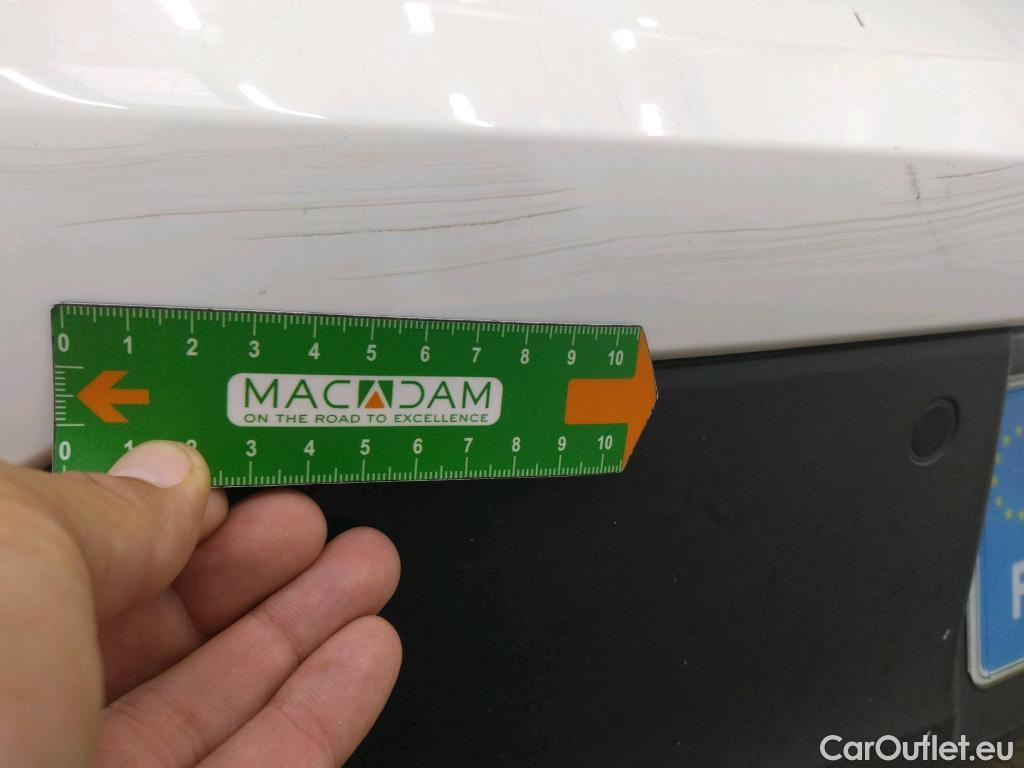 0 1 2 3 4 5 6 7 8 9 10
MACADAM
ON THE ROAD TO EXCELLENCE
0 1 2 3 4 5 6 7 8 9 10
F
CarOutlet.eu